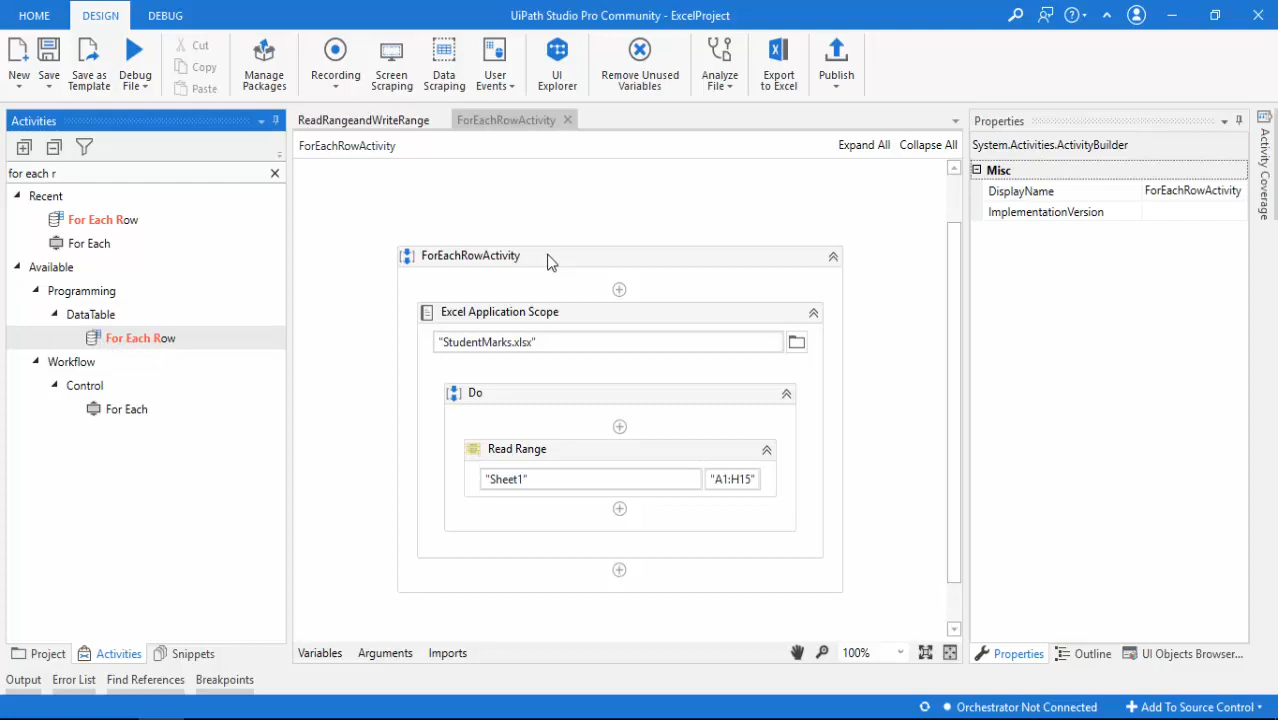 HOME DESIGN DEBUG
UiPath Studio Pro Community - ExcelProject
New
Save
Save as Template
Debug File
Cut
Copy
Paste
Manage Packages
Recording
Screen Scraping
Data Scraping
User Events
UI Explorer
Remove Unused Variables
Analyze File
Export to Excel
Publish
Activities
for each r
Recent
For Each Row
For Each
Available
Programming
DataTable
For Each Row
Workflow
Control
For Each
Project Activities Snippets
ReadRangeandWriteRange ForEachRowActivity
ForEachRowActivity Expand All Collapse All
ForEachRowActivity
Excel Application Scope
"StudentMarks.xlsx"
Do
Read Range
"Sheet1" "A1:H15"
Variables Arguments Imports 100%
Properties
System.Activities.ActivityBuilder
Misc
DisplayName ForEachRowActivity
ImplementationVersion
Activity Coverage
Properties Outline UI Objects Browser...
Output Error List Find References Breakpoints
Orchestrator Not Connected Add To Source Control